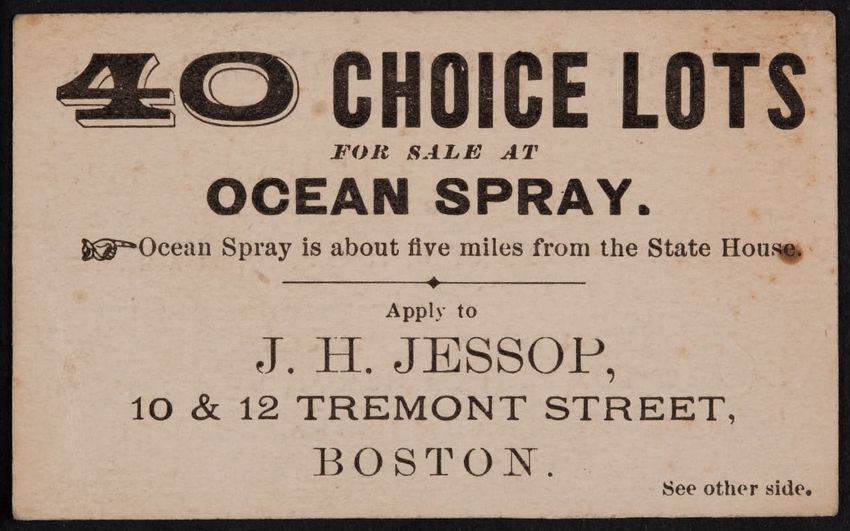 40 CHOICE LOTS
FOR SALE AT
OCEAN SPRAY.
Ocean Spray is about five miles from the State House.
Apply to
J. H. JESSOP,
10 & 12 TREMONT STREET,
BOSTON.
See other side.